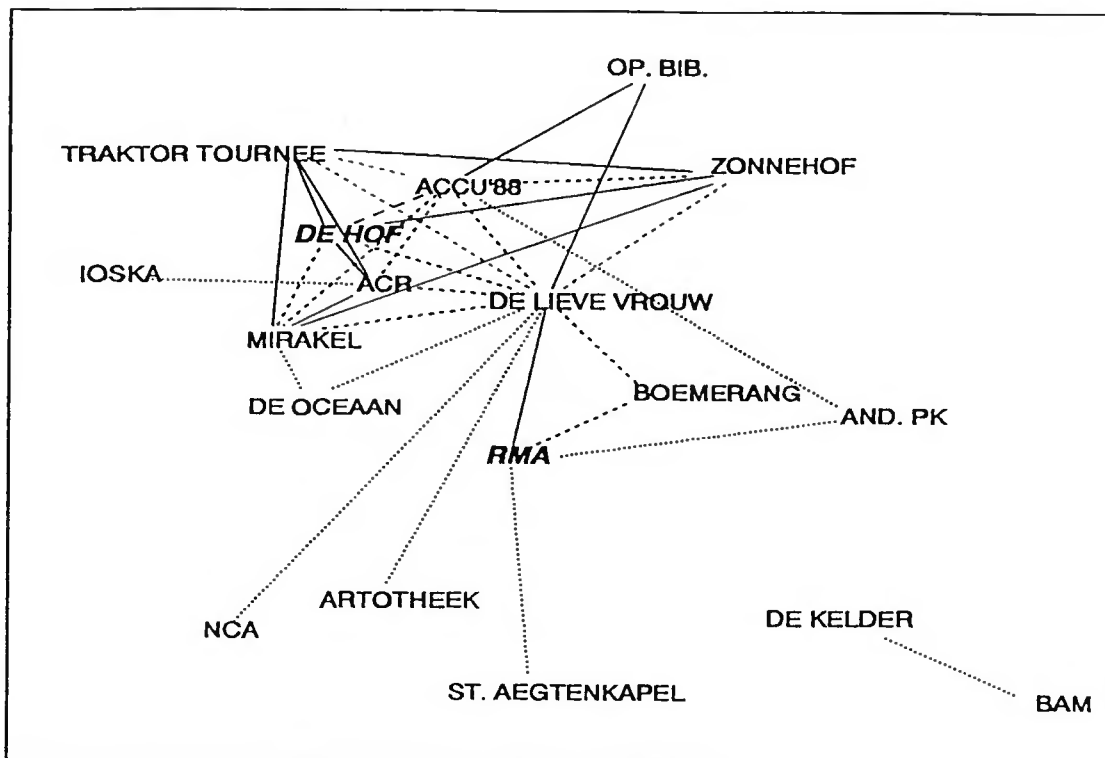 OP. BIB.
TRAKTOR TOURNEE
ZONNEHOF
ACCU'88
DE HOF
IOSKA
ACR
DE LIEVE VROUW
MIRAKEL
BOEMERANG
DE OCEAAN
AND. PK
RMA
ARTOTHEEK
DE KELDER
NCA
ST. AEGTENKAPEL
BAM